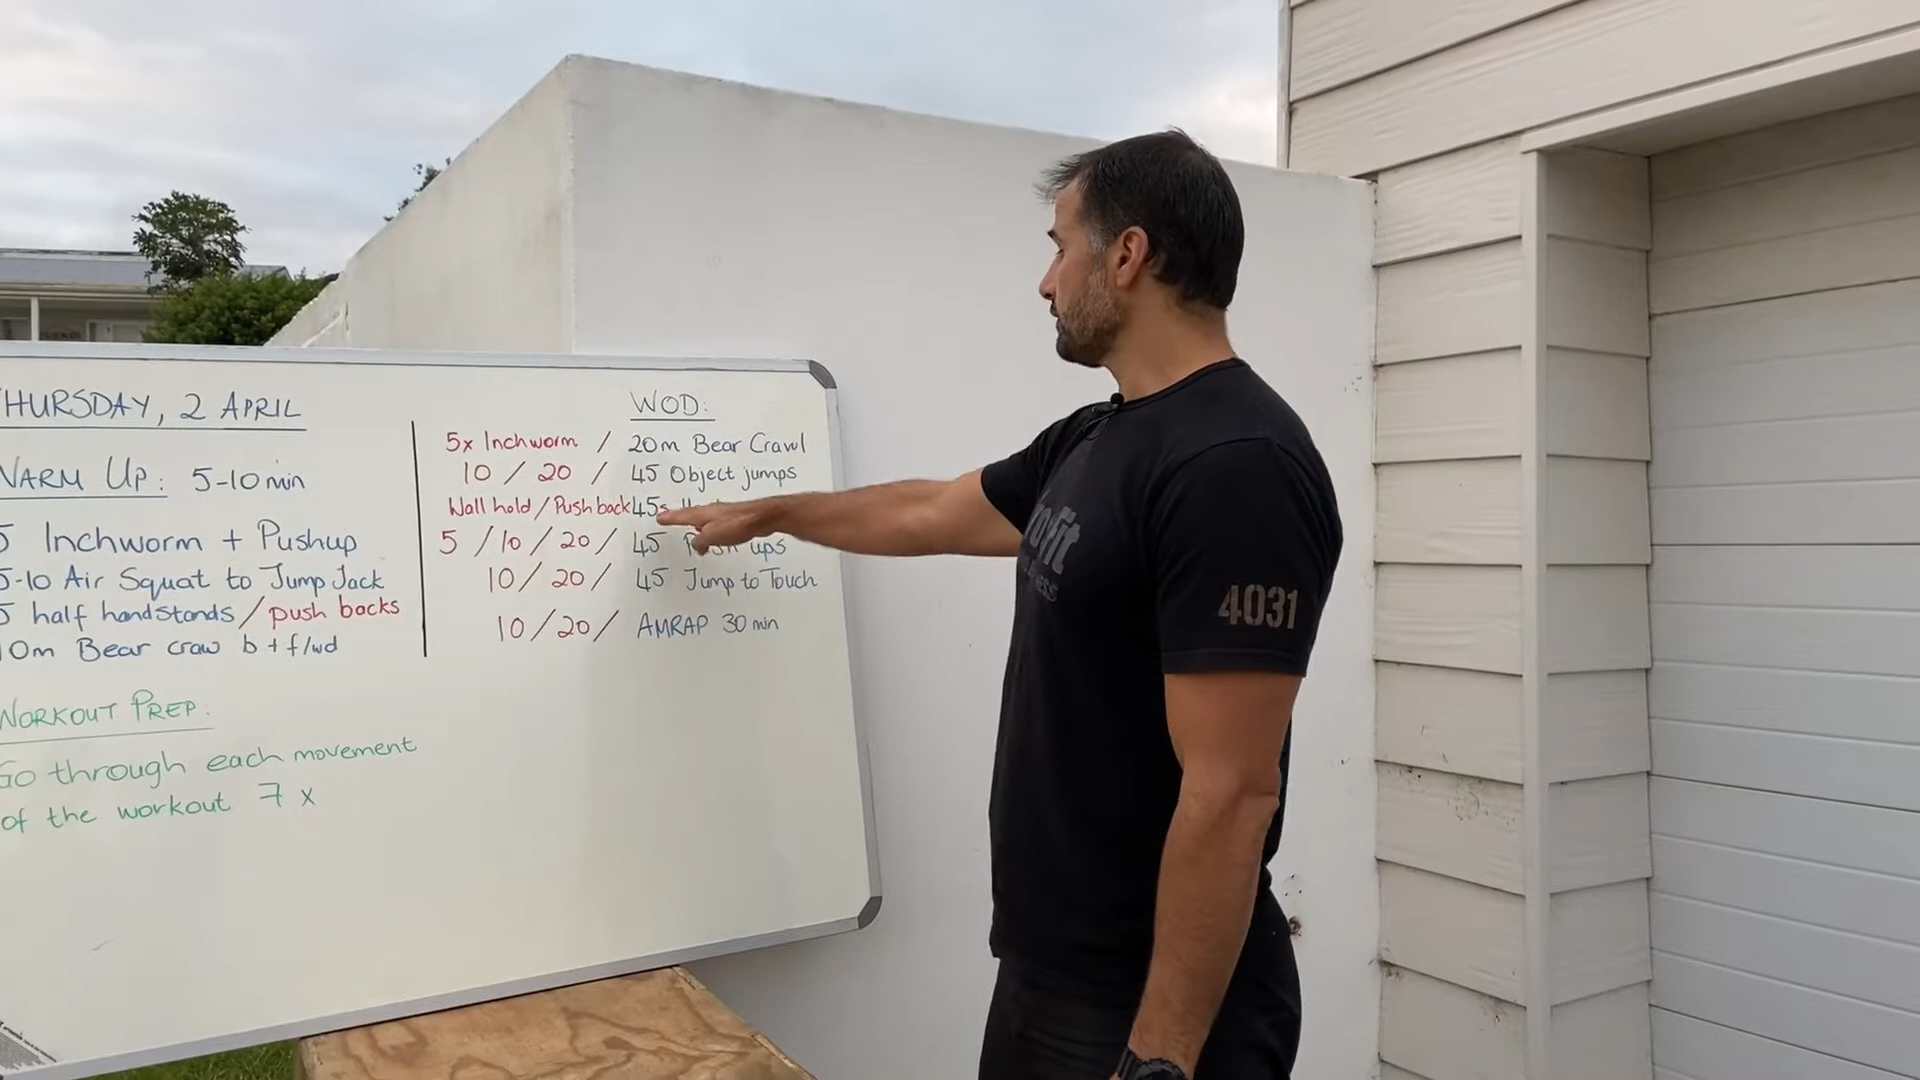 HURSDAY, 2 APRIL
WARM UP: 5-10 min
5 Inchworm + Pushup
5-10 Air Squat to Jump Jack
5 half handstands / push backs
10m Bear craw b + f/wd
WORKOUT PREP:
Go through each movement
of the workout 7 x
WOD:
5x Inchworm / 20m Bear Crawl
10 / 20 / 45 Object jumps
Wall hold / Push back 45s
5 / 10 / 20 / 45 ups
10 / 20 / 45 Jump to Touch
10 / 20 / AMRAP 30 min
4031